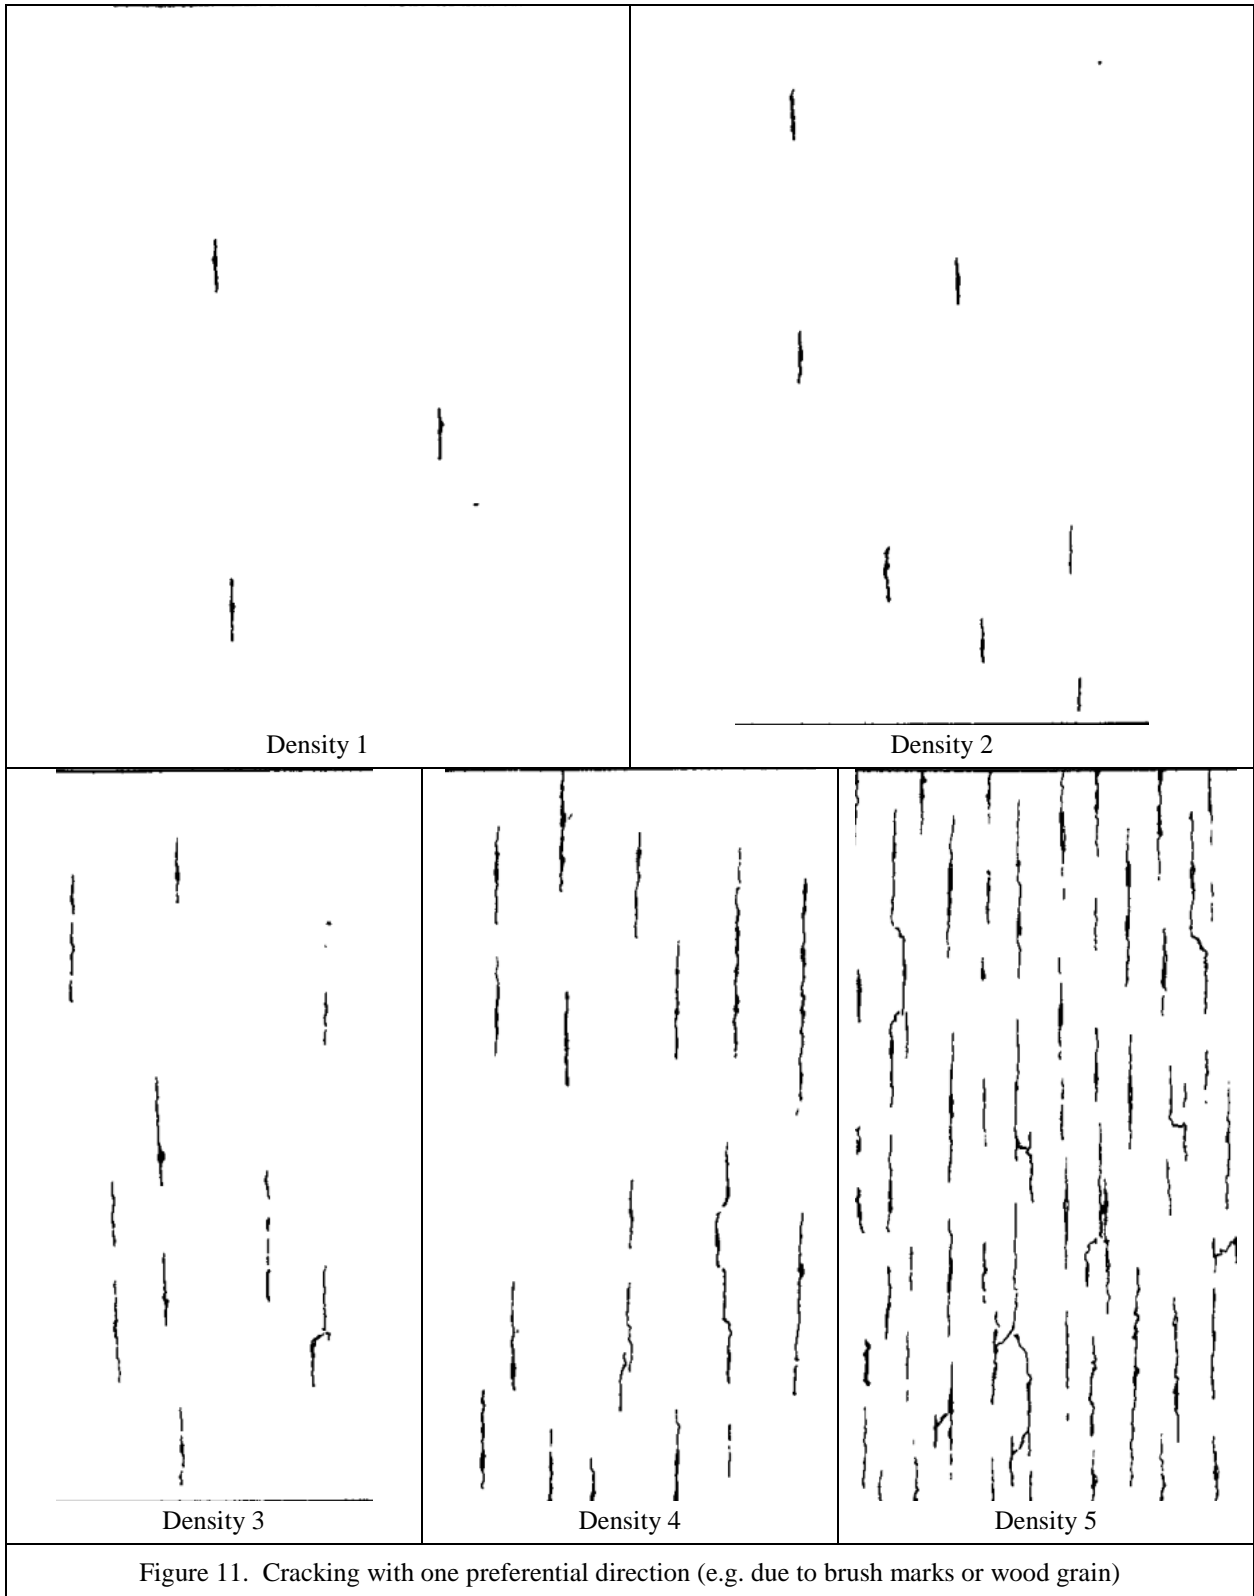 Density 1
Density 2
Density 3
Density 4
Density 5
Figure 11.  Cracking with one preferential direction (e.g. due to brush marks or wood grain)